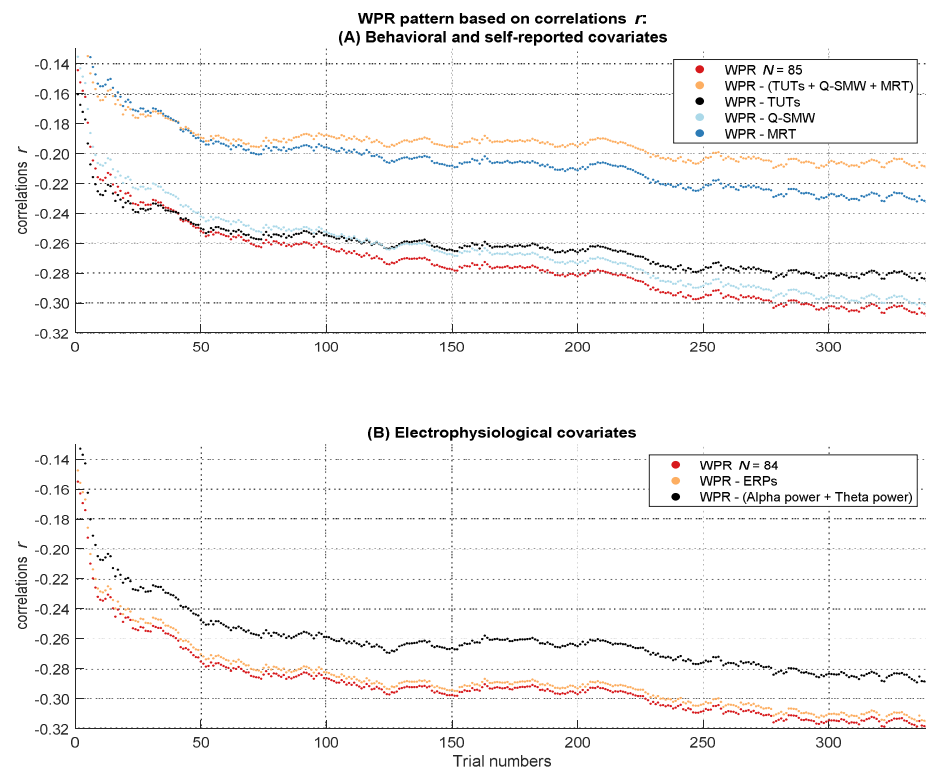 WPR pattern based on correlations r:
(A) Behavioral and self-reported covariates
-0.14
-0.16
-0.18
-0.20
-0.22
-0.24
-0.26
-0.28
-0.30
-0.32
correlations r
WPR N = 85
WPR - (TUTs + Q-SMW + MRT)
WPR - TUTs
WPR - Q-SMW
WPR - MRT
0 50 100 150 200 250 300
(B) Electrophysiological covariates
-0.14
-0.16
-0.18
-0.20
-0.22
-0.24
-0.26
-0.28
-0.30
-0.32
correlations r
WPR N = 84
WPR - ERPs
WPR - (Alpha power + Theta power)
0 50 100 150 200 250 300
Trial numbers